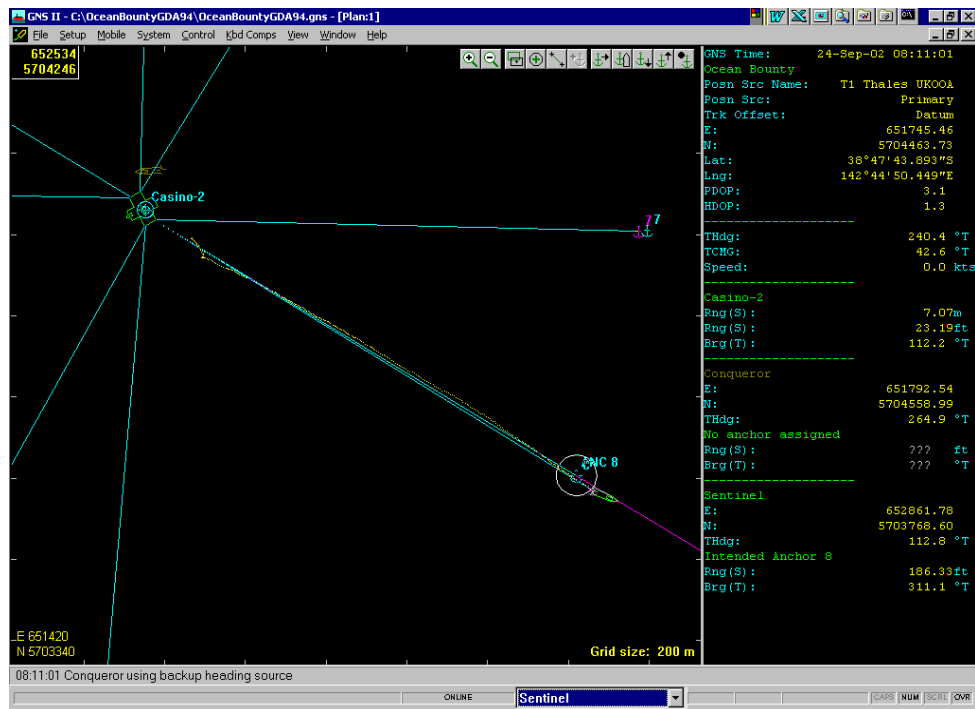 GNS II - C:\OceanBountyGDA94\OceanBountyGDA94.gns - [Plan:1]
File Setup Mobile System Control Kbd Comps View Window Help
652534
5704246
Casino-2
7 7
8
E 651420
N 5703340
Grid size: 200 m
GNS Time: 24-Sep-02 08:11:01
Ocean Bounty
Posn Src Name: T1 Thales UKOOA
Posn Src: Primary
Trk Offset: Datum
E: 651745.46
N: 5704463.73
Lat: 38°47'43.893"S
Lng: 142°44'50.449"E
PDOP: 3.1
HDOP: 1.3
THdg: 240.4 °T
TCMG: 42.6 °T
Speed: 0.0 kts
Casino-2
Rng(S): 7.07m
Rng(S): 23.19ft
Brg(T): 112.2 °T
Conqueror
E: 651792.54
N: 5704558.99
THdg: 264.9 °T
No anchor assigned
Rng(S): ??? ft
Brg(T): ??? °T
Sentinel
E: 652861.78
N: 5703768.60
THdg: 112.8 °T
Intended Anchor 8
Rng(S): 186.33ft
Brg(T): 311.1 °T
08:11:01 Conqueror using backup heading source
ONLINE
Sentinel
CAPS NUM SCRL OVR